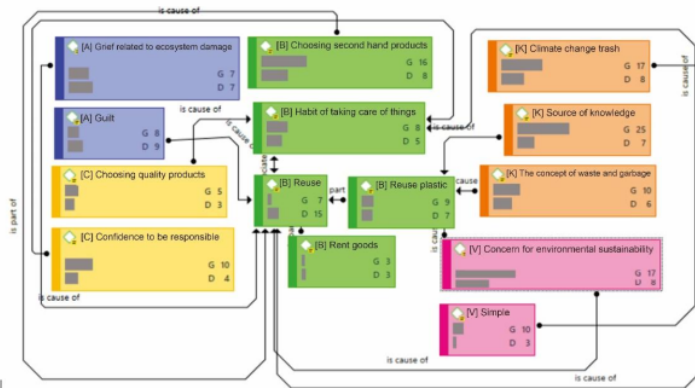 is cause of
[A] Grief related to ecosystem damage
G 7
D 7
[B] Choosing second hand products
G 16
D 8
[K] Climate change trash
G 17
D 8
is cause of
[A] Guilt
G 8
D 9
is cause of
is cause
[B] Habit of taking care of things
G 8
D 5
is cause of
[K] Source of knowledge
G 25
D 7
is cause of
[C] Choosing quality products
G 5
D 3
[B] Reuse
G 7
D 15
part
[B] Reuse plastic
G 9
D 7
cause
[K] The concept of waste and garbage
G 10
D 6
is part of
[C] Confidence to be responsible
G 10
D 4
is cause of
[B] Rent goods
G 3
D 3
[V] Concern for environmental sustainability
G 17
D 8
[V] Simple
G 10
D 3
is cause of
is cause of